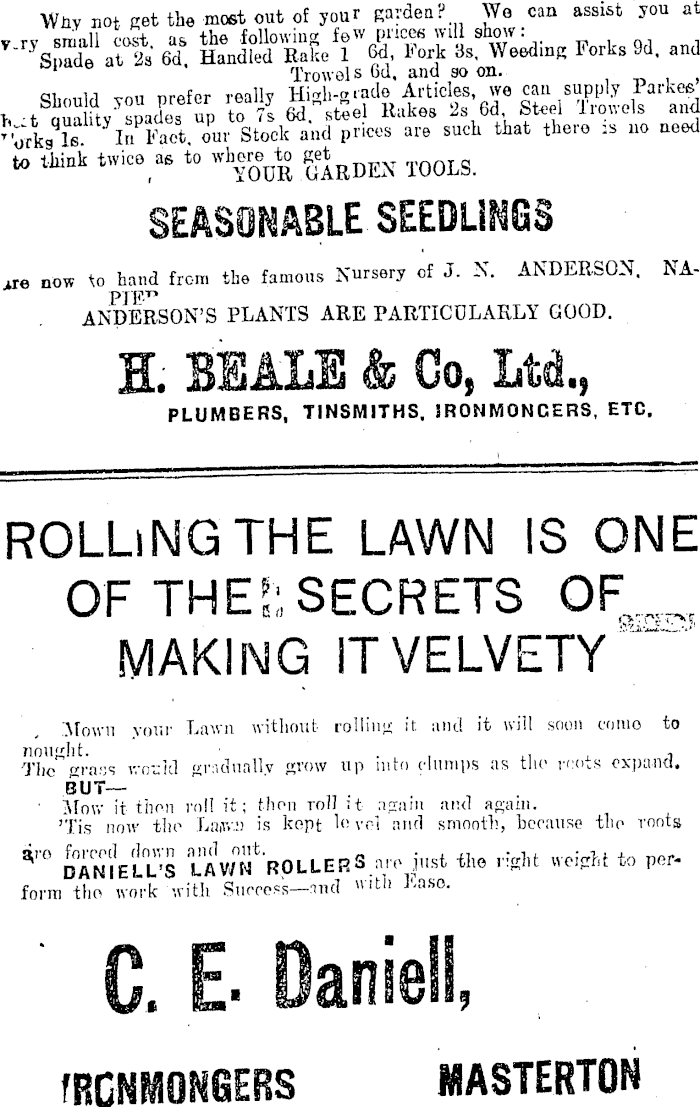 Why not get the most out of your garden? We can assist you at
very small cost, as the following few prices will show:
Spade at 2s 6d, Handled Rake 1 6d, Fork 3s, Weeding Forks 9d, and
Trowels 6d, and so on.
Should you prefer really High-grade Articles, we can supply Parkes'
quality spades up to 7s 6d, steel Rakes 2s 6d, Steel Trowels and
Forks 1s. In Fact, our Stock and prices are such that there is no need
to think twice as to where to get
YOUR GARDEN TOOLS.
SEASONABLE SEEDLINGS
are now to hand from the famous Nursery of J. N. ANDERSON, NA-
PIER
ANDERSON'S PLANTS ARE PARTICULARLY GOOD.
H. BEALE & Co, Ltd.,
PLUMBERS, TINSMITHS, IRONMONGERS, ETC.
ROLLING THE LAWN IS ONE
OF THE SECRETS OF
MAKING IT VELVETY
Mown your Lawn without rolling it and it will soon come to
nought.
The grass would gradually grow up into clumps as the roots expand.
BUT—
Mow it then roll it; then roll it again and again.
'Tis now the Lawn is kept level and smooth, because the roots
are forced down and out.
DANIELL'S LAWN ROLLERS are just the right weight to per-
form the work with Success—and with Ease.
C. E. Daniell,
IRONMONGERS MASTERTON